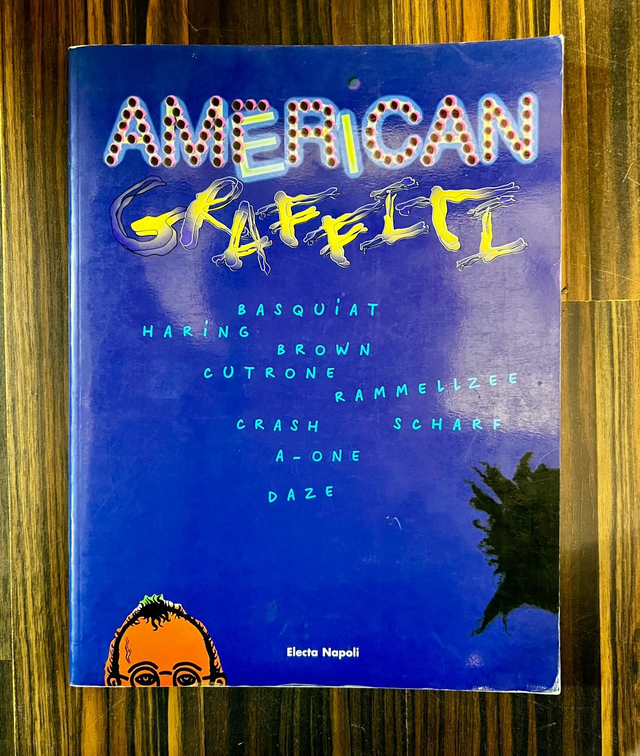 AMERiCAN
GRAFFITI
BASQUiAT
HARiNG
BROWN
CUTRONE
RAMMELLZEE
CRASH SCHARF
A-ONE
DAZE
Electa Napoli